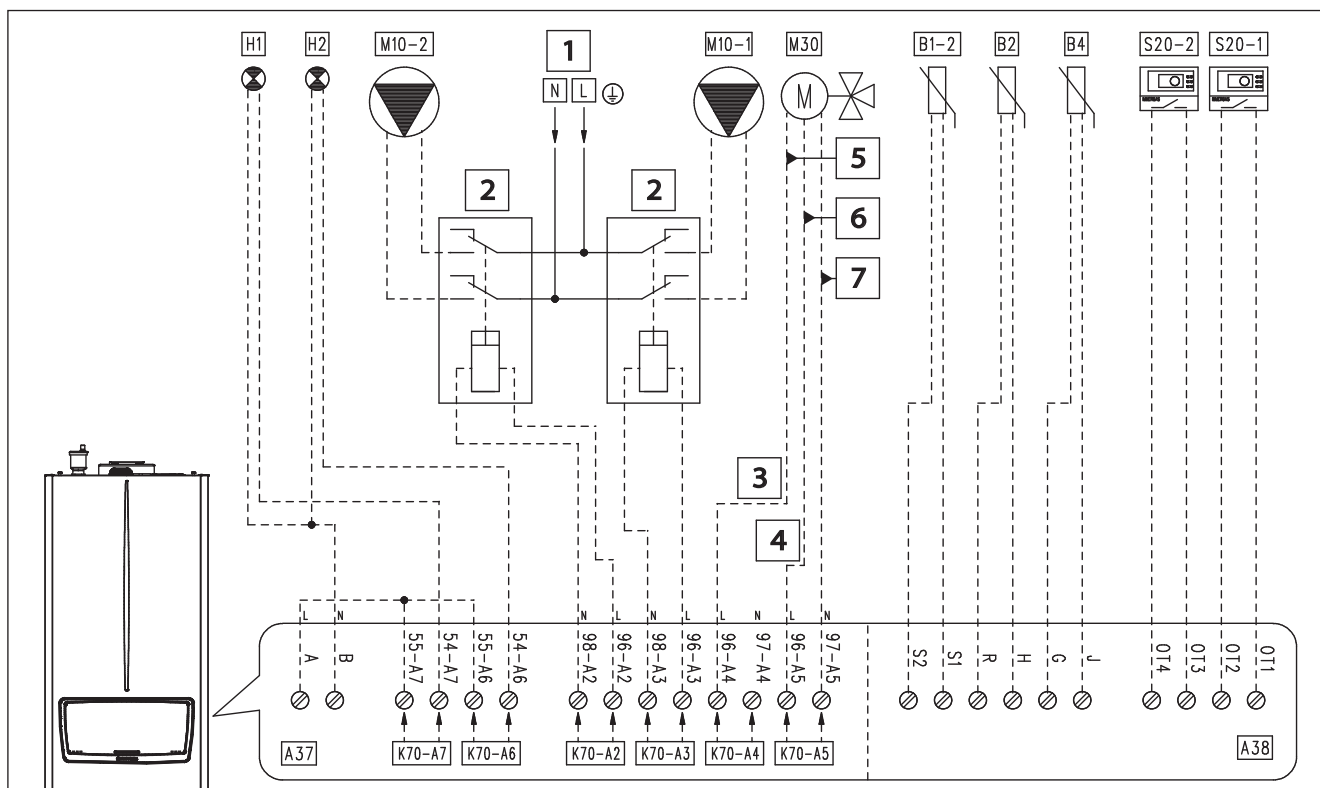 H1 H2 M10-2 1 M10-1 M30 B1-2 B2 B4 S20-2 S20-1
N L
M
5
2 2
6
7
3
4
L N N L N L L N L N
A B 55-A7 54-A7 55-A6 54-A6 98-A2 96-A2 98-A3 96-A3 96-A4 97-A4 96-A5 97-A5 S2 S1 R H G J OT4 OT3 OT2 OT1
A37 K70-A7 K70-A6 K70-A2 K70-A3 K70-A4 K70-A5 A38